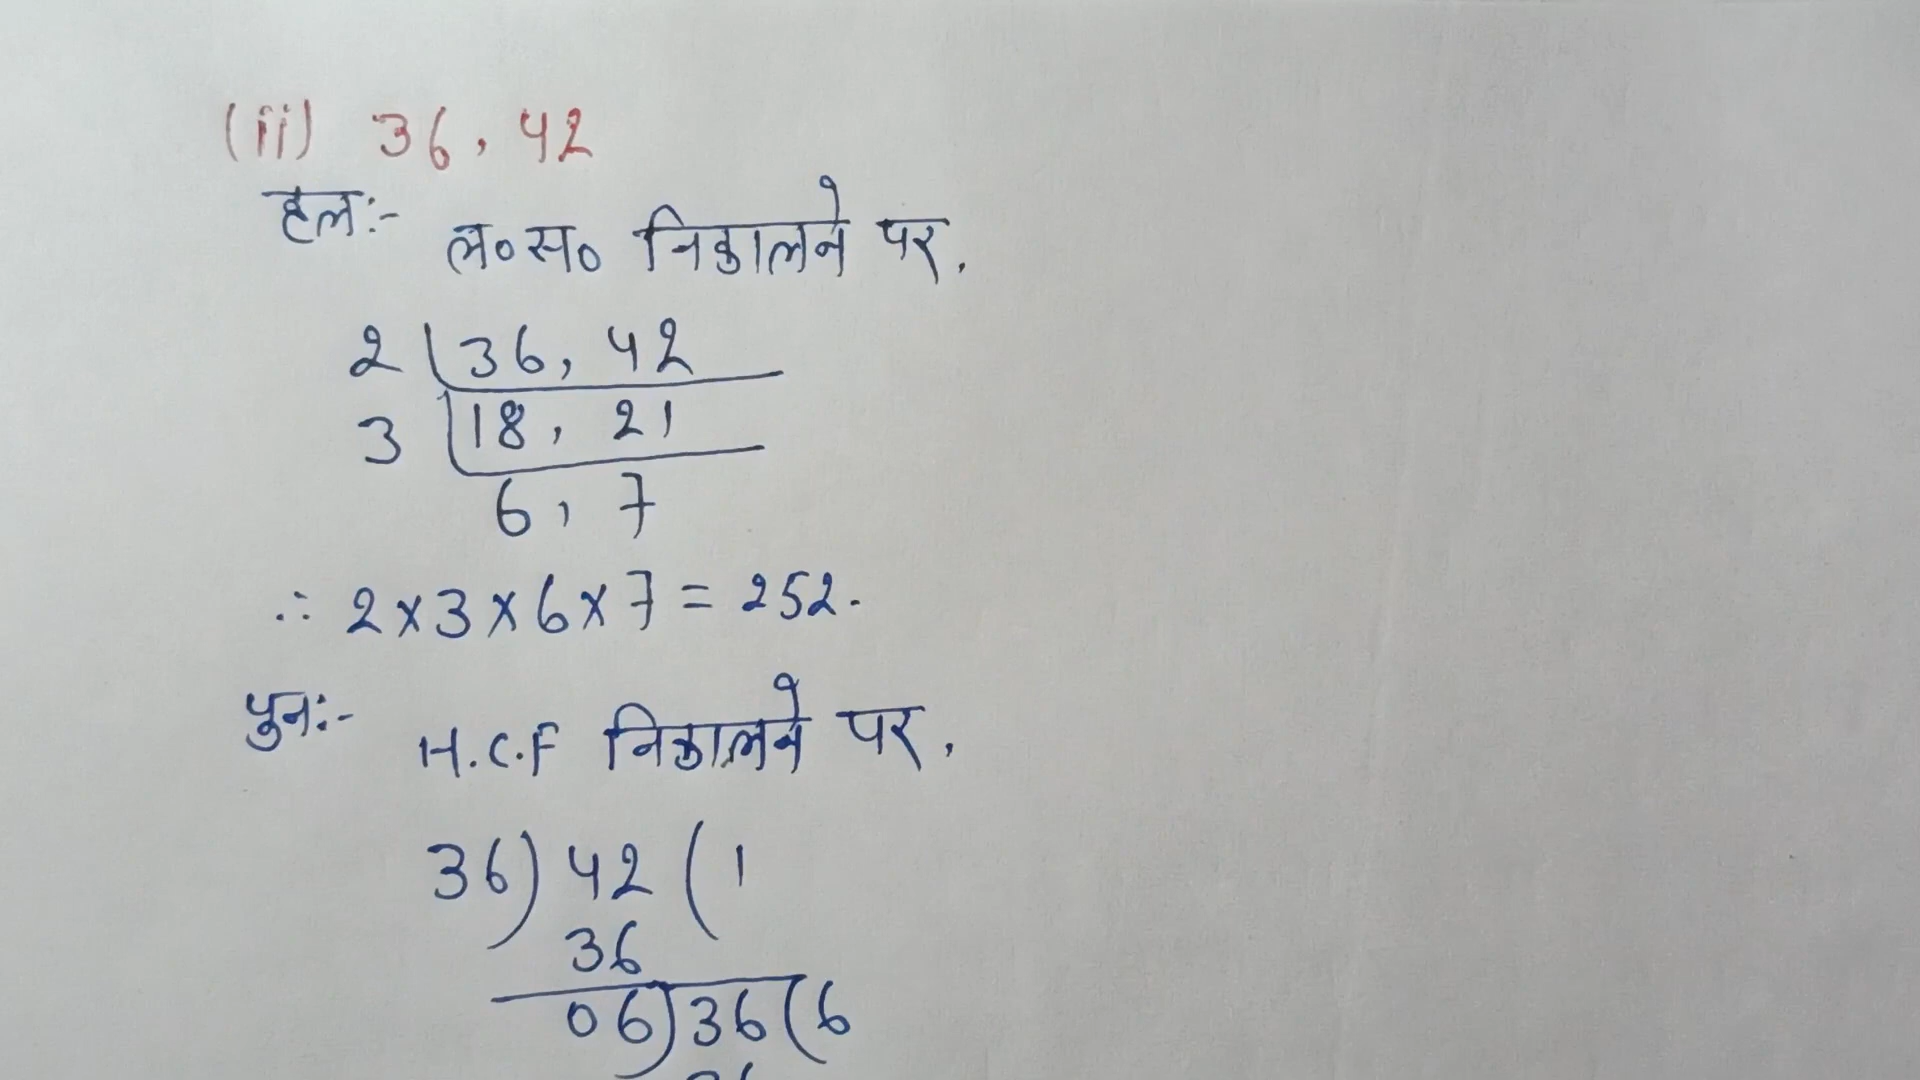 (ii) 36, 42
हल:- ल०स० निकालने पर,
2 36, 42
3 18, 21
6, 7
∴ 2×3×6×7 = 252.
पुन:- H.C.F निकालने पर,
36) 42 (1
36
06) 36 (6
36